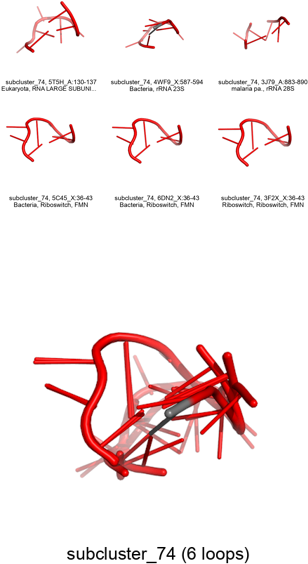 subcluster_74, 5T5H_A:130-137
Eukaryota, RNA LARGE SUBUNI...
subcluster_74, 4WF9_X:587-594
Bacteria, rRNA 23S
subcluster_74, 3J79_A:883-890
malaria pa., rRNA 28S
subcluster_74, 5C45_X:36-43
Bacteria, Riboswitch, FMN
subcluster_74, 6DN2_X:36-43
Bacteria, Riboswitch, FMN
subcluster_74, 3F2X_X:36-43
Riboswitch, Riboswitch, FMN
subcluster_74 (6 loops)